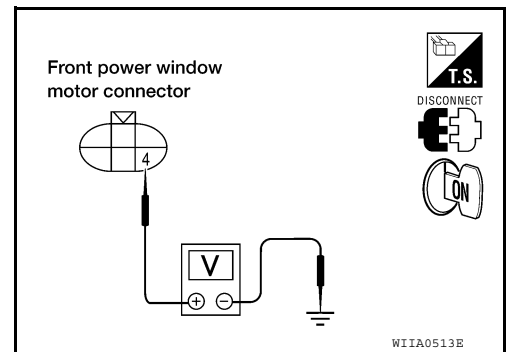 Front power window
motor connector
T.S.
DISCONNECT
4
ON
V
+ −
WIIA0513E